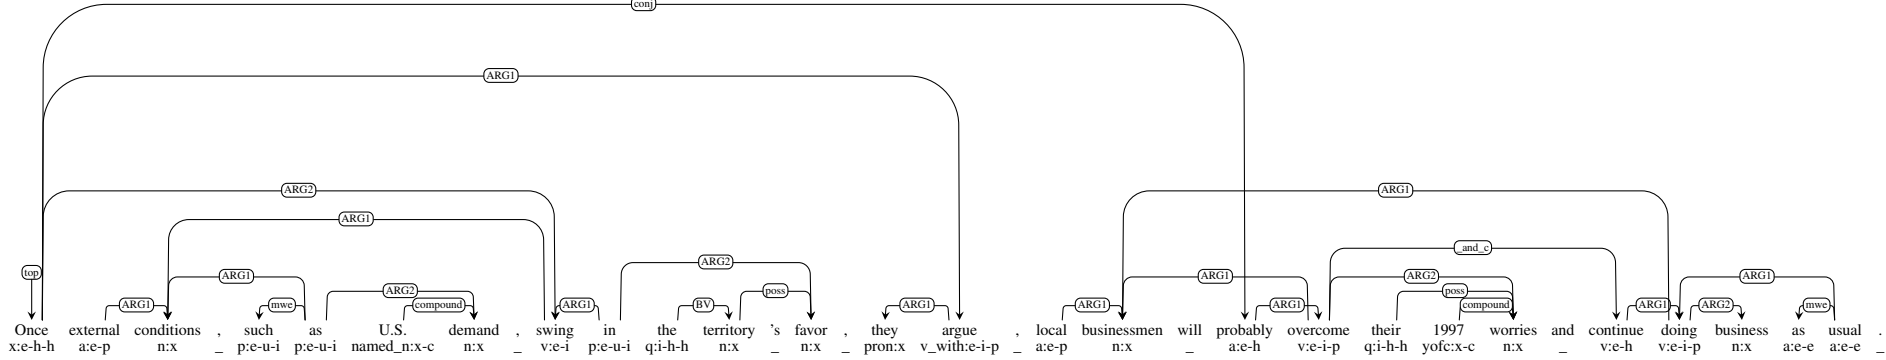 conj
ARG1
ARG2 ARG1
ARG1 _and_c
top ARG1 ARG2 ARG2 poss ARG1 ARG2 poss ARG1
ARG1 mwe compound ARG1 BV ARG1 ARG1 ARG1 compound ARG1 ARG2 mwe
Once external conditions , such as U.S. demand , swing in the territory 's favor , they argue , local businessmen will probably overcome their 1997 worries and continue doing business as usual .
x:e-h-h a:e-p n:x _ p:e-u-i p:e-u-i named_n:x-c n:x _ v:e-i p:e-u-i q:i-h-h n:x _ n:x _ pron:x v_with:e-i-p _ a:e-p n:x _ a:e-h v:e-i-p q:i-h-h yofc:x-c n:x _ v:e-h v:e-i-p n:x a:e-e a:e-e _